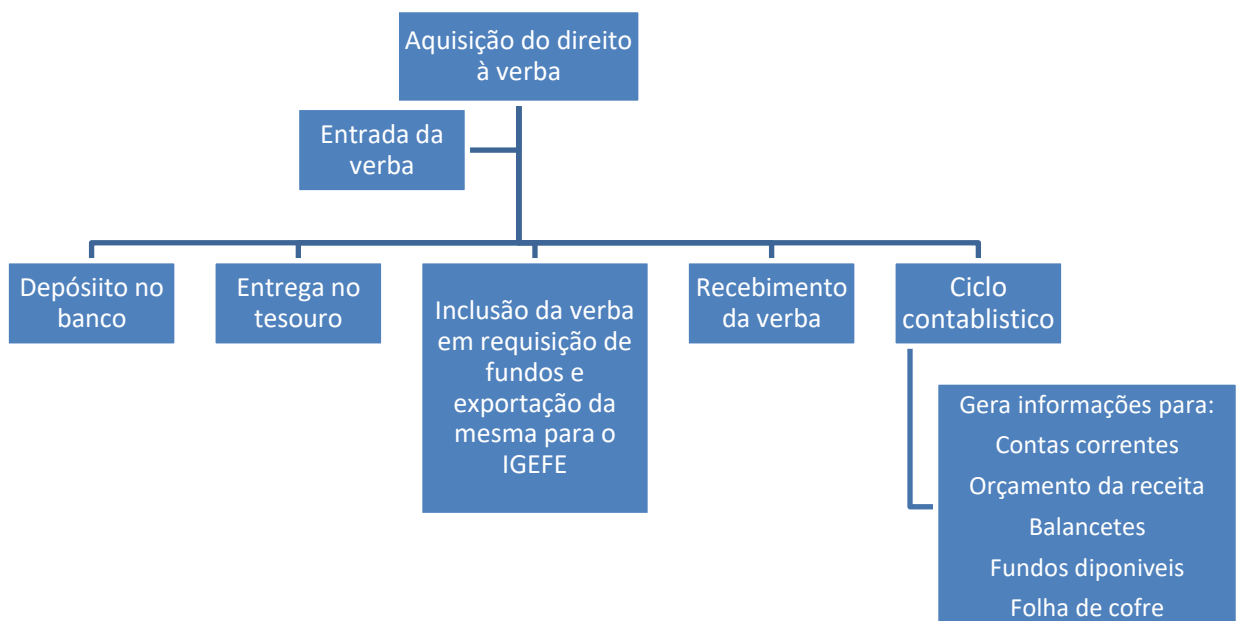 Aquisição do direito
à verba
Entrada da
verba
Depósiito no
banco
Entrega no
tesouro
Inclusão da verba
em requisição de
fundos e
exportação da
mesma para o
IGEFE
Recebimento
da verba
Ciclo
contablistico
Gera informações para:
Contas correntes
Orçamento da receita
Balancetes
Fundos diponiveis
Folha de cofre